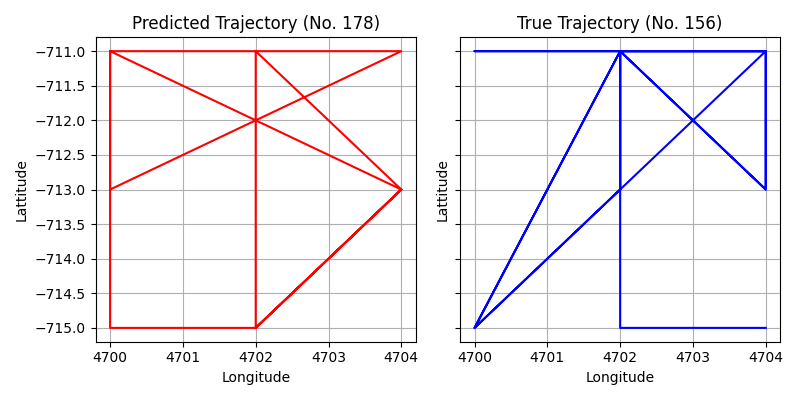 Predicted Trajectory (No. 178)
True Trajectory (No. 156)
Lattitude
−711.0
−711.5
−712.0
−712.5
−713.0
−713.5
−714.0
−714.5
−715.0
4700 4701 4702 4703 4704
Longitude
Lattitude
4700 4701 4702 4703 4704
Longitude